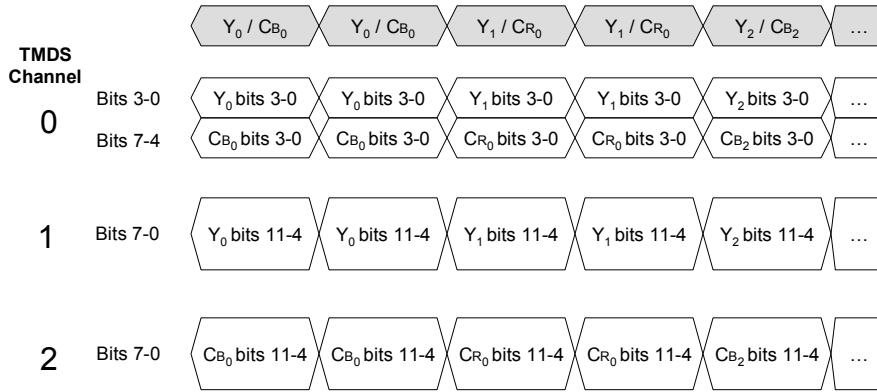 Y0 / CB0 Y0 / CB0 Y1 / CR0 Y1 / CR0 Y2 / CB2 ...
TMDS
Channel
0
Bits 3-0 Y0 bits 3-0 Y0 bits 3-0 Y1 bits 3-0 Y1 bits 3-0 Y2 bits 3-0 ...
Bits 7-4 CB0 bits 3-0 CB0 bits 3-0 CR0 bits 3-0 CR0 bits 3-0 CB2 bits 3-0 ...
1 Bits 7-0 Y0 bits 11-4 Y0 bits 11-4 Y1 bits 11-4 Y1 bits 11-4 Y2 bits 11-4 ...
2 Bits 7-0 CB0 bits 11-4 CB0 bits 11-4 CR0 bits 11-4 CR0 bits 11-4 CB2 bits 11-4 ...